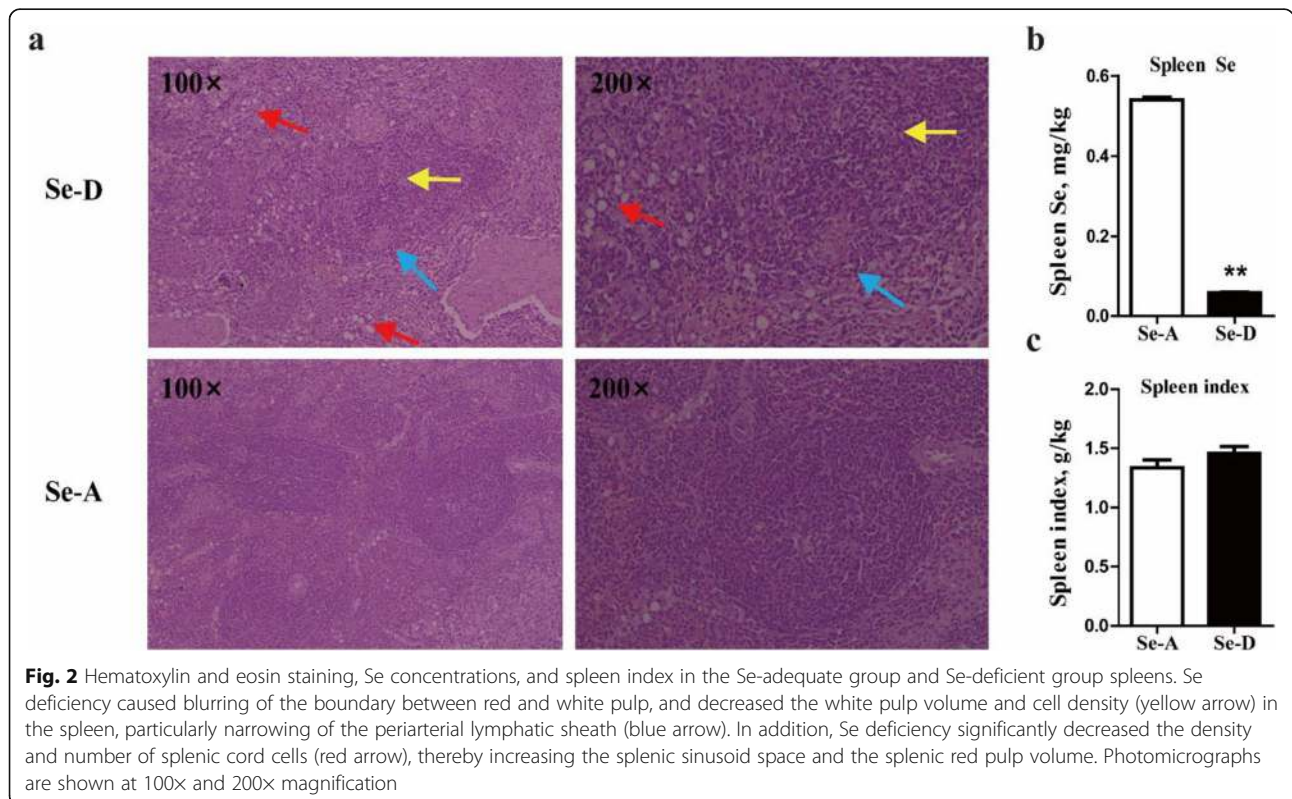 a
100×
200×
Se-D
100×
200×
Se-A
b
Spleen Se
Spleen Se, mg/kg
0.6
0.4
0.2
0.0
**
Se-A Se-D
c
Spleen index
Spleen index, g/kg
2.0
1.5
1.0
0.5
0.0
Se-A Se-D
Fig. 2 Hematoxylin and eosin staining, Se concentrations, and spleen index in the Se-adequate group and Se-deficient group spleens. Se
deficiency caused blurring of the boundary between red and white pulp, and decreased the white pulp volume and cell density (yellow arrow) in
the spleen, particularly narrowing of the periarterial lymphatic sheath (blue arrow). In addition, Se deficiency significantly decreased the density
and number of splenic cord cells (red arrow), thereby increasing the splenic sinusoid space and the splenic red pulp volume. Photomicrographs
are shown at 100× and 200× magnification